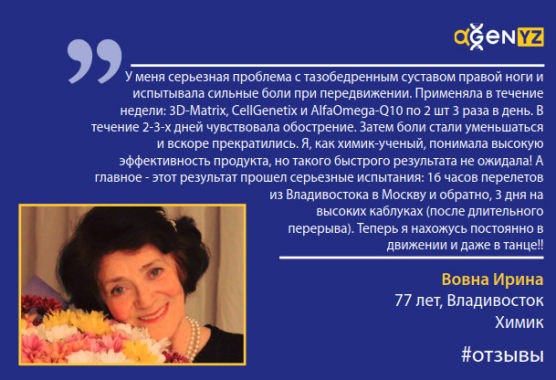 αGENYZ
”
У меня серьезная проблема с тазобедренным суставом правой ноги и
испытывала сильные боли при передвижении. Применяла в течение
недели: 3D-Matrix, CellGenetix и AlfaOmega-Q10 по 2 шт 3 раза в день. В
течение 2-3-х дней чувствовала обострение. Затем боли стали уменьшаться
и вскоре прекратились. Я, как химик-ученый, понимала высокую
эффективность продукта, но такого быстрого результата не ожидала! А
главное - этот результат прошел серьезные испытания: 16 часов перелетов
из Владивостока в Москву и обратно, 3 дня на
высоких каблуках (после длительного
перерыва). Теперь я нахожусь постоянно в
движении и даже в танце!!
Вовна Ирина
77 лет, Владивосток
Химик
#отзывы